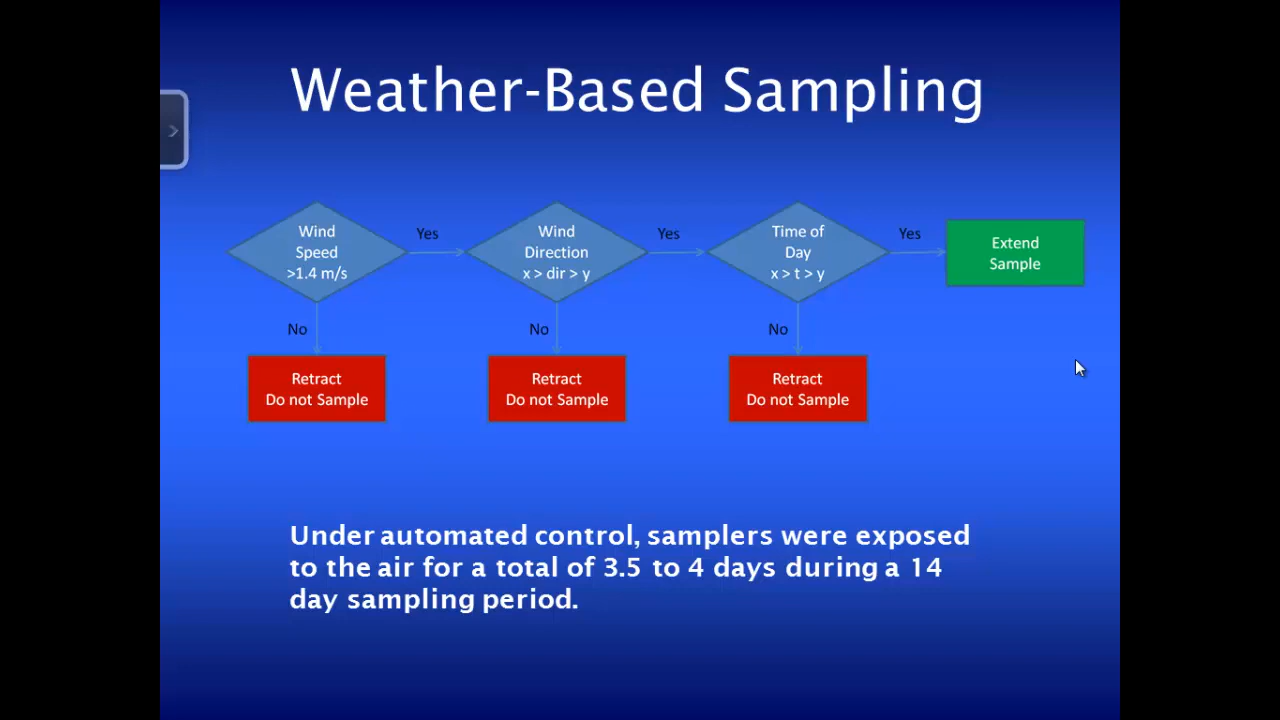 Weather-Based Sampling
Wind
Speed
>1.4 m/s
Yes
Wind
Direction
x > dir > y
Yes
Time of
Day
x > t > y
Yes
Extend
Sample
No
No
No
Retract
Do not Sample
Retract
Do not Sample
Retract
Do not Sample
Under automated control, samplers were exposed
to the air for a total of 3.5 to 4 days during a 14
day sampling period.